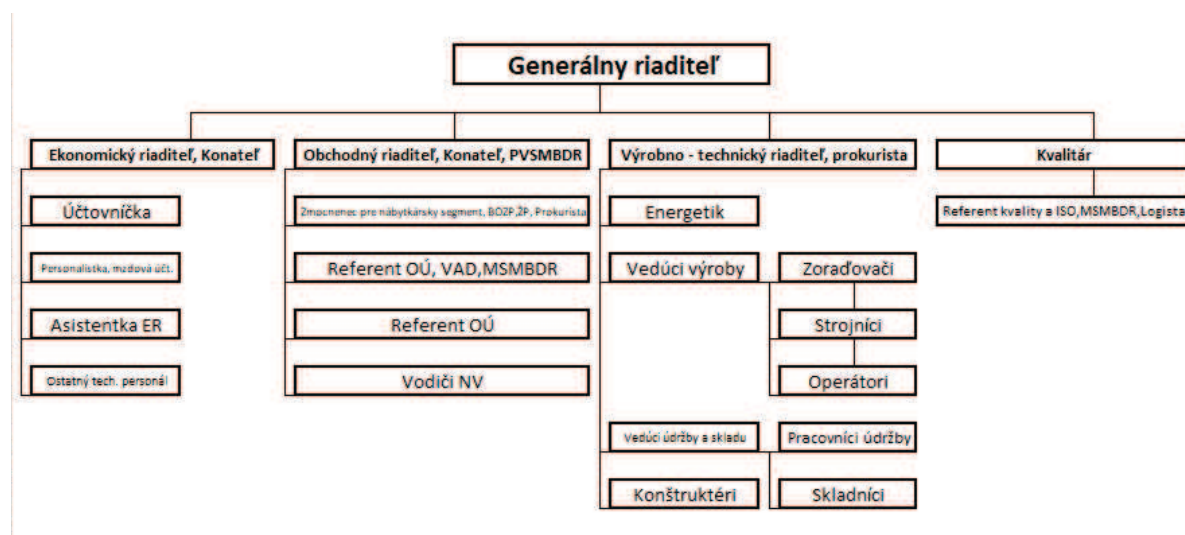 Generálny riaditeľ
Ekonomický riaditeľ, Konateľ
Obchodný riaditeľ, Konateľ, PVSMBDR
Výrobno - technický riaditeľ, prokurista
Kvalitár
Účtovníčka
Zmocnenec pre nábytkársky segment, BOZP,ŽP, Prokurista
Energetik
Referent kvality a ISO,MSMBDR,Logista
Personalistka, mzdová účt.
Referent OÚ, VAD,MSMBDR
Vedúci výroby
Zoraďovači
Asistentka ER
Referent OÚ
Strojníci
Ostatný tech. personál
Vodiči NV
Operátori
Vedúci údržby a skladu
Pracovníci údržby
Konštruktéri
Skladníci